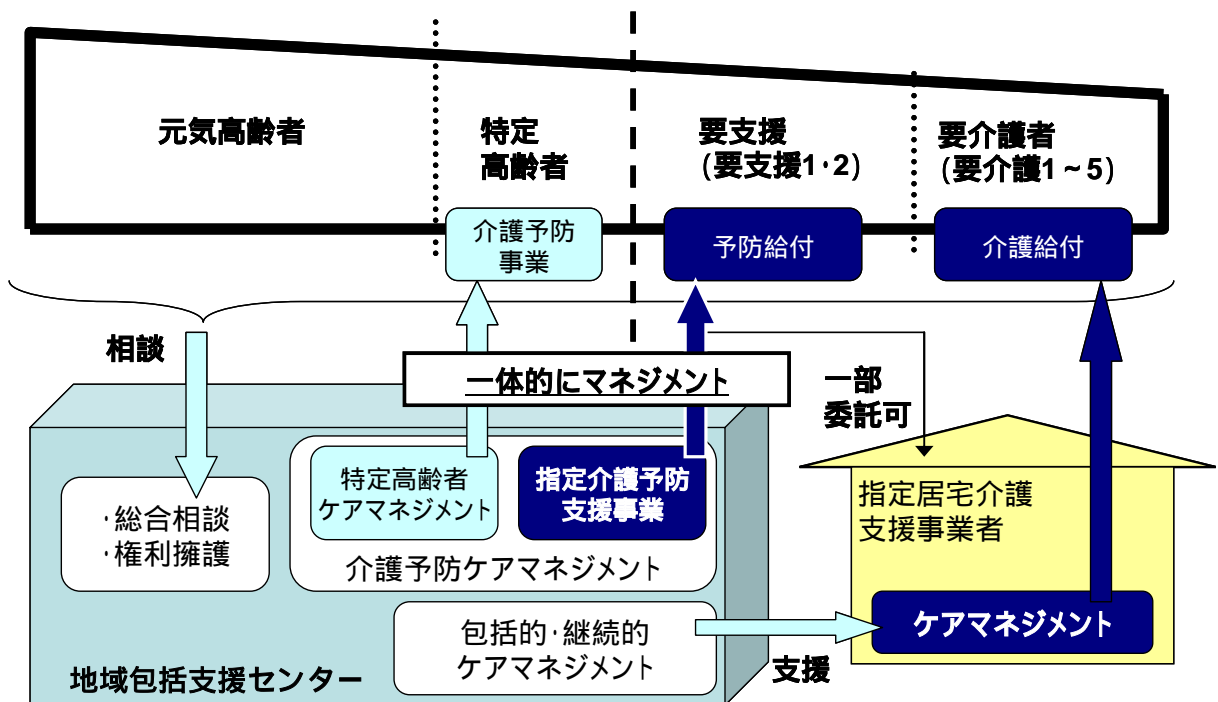 元気高齢者
特定
高齢者
要支援
(要支援1・2)
要介護者
(要介護1~5)
介護予防
事業
予防給付
介護給付
相談
一体的にマネジメント
一部
委託可
特定高齢者
ケアマネジメント
指定介護予防
支援事業
介護予防ケアマネジメント
・総合相談
・権利擁護
指定居宅介護
支援事業者
包括的・継続的
ケアマネジメント
ケアマネジメント
支援
地域包括支援センター